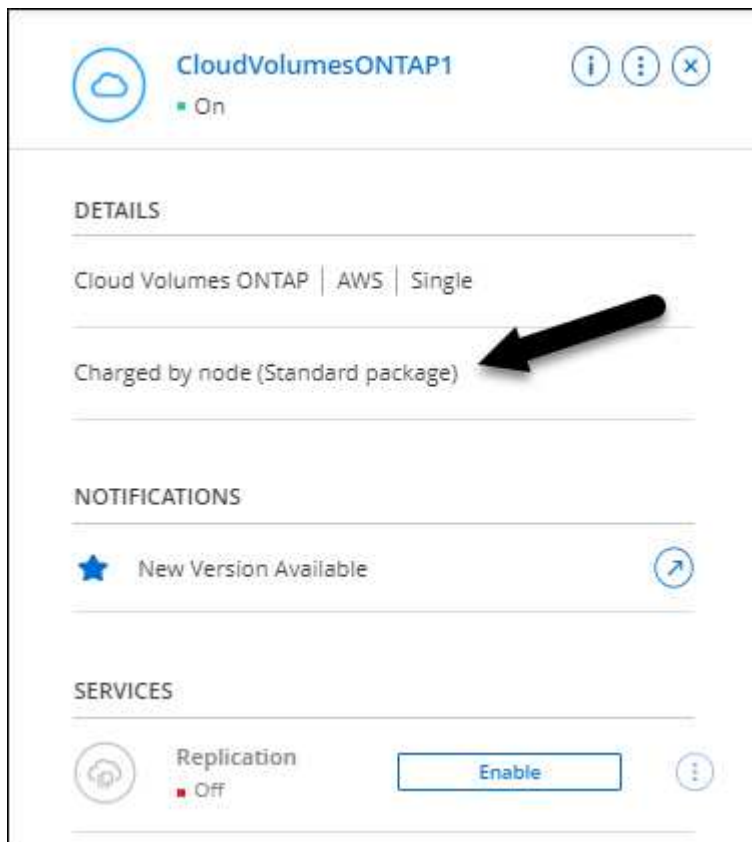 CloudVolumesONTAP1
On
DETAILS
Cloud Volumes ONTAP | AWS | Single
Charged by node (Standard package)
NOTIFICATIONS
New Version Available
SERVICES
Replication
Enable
Off